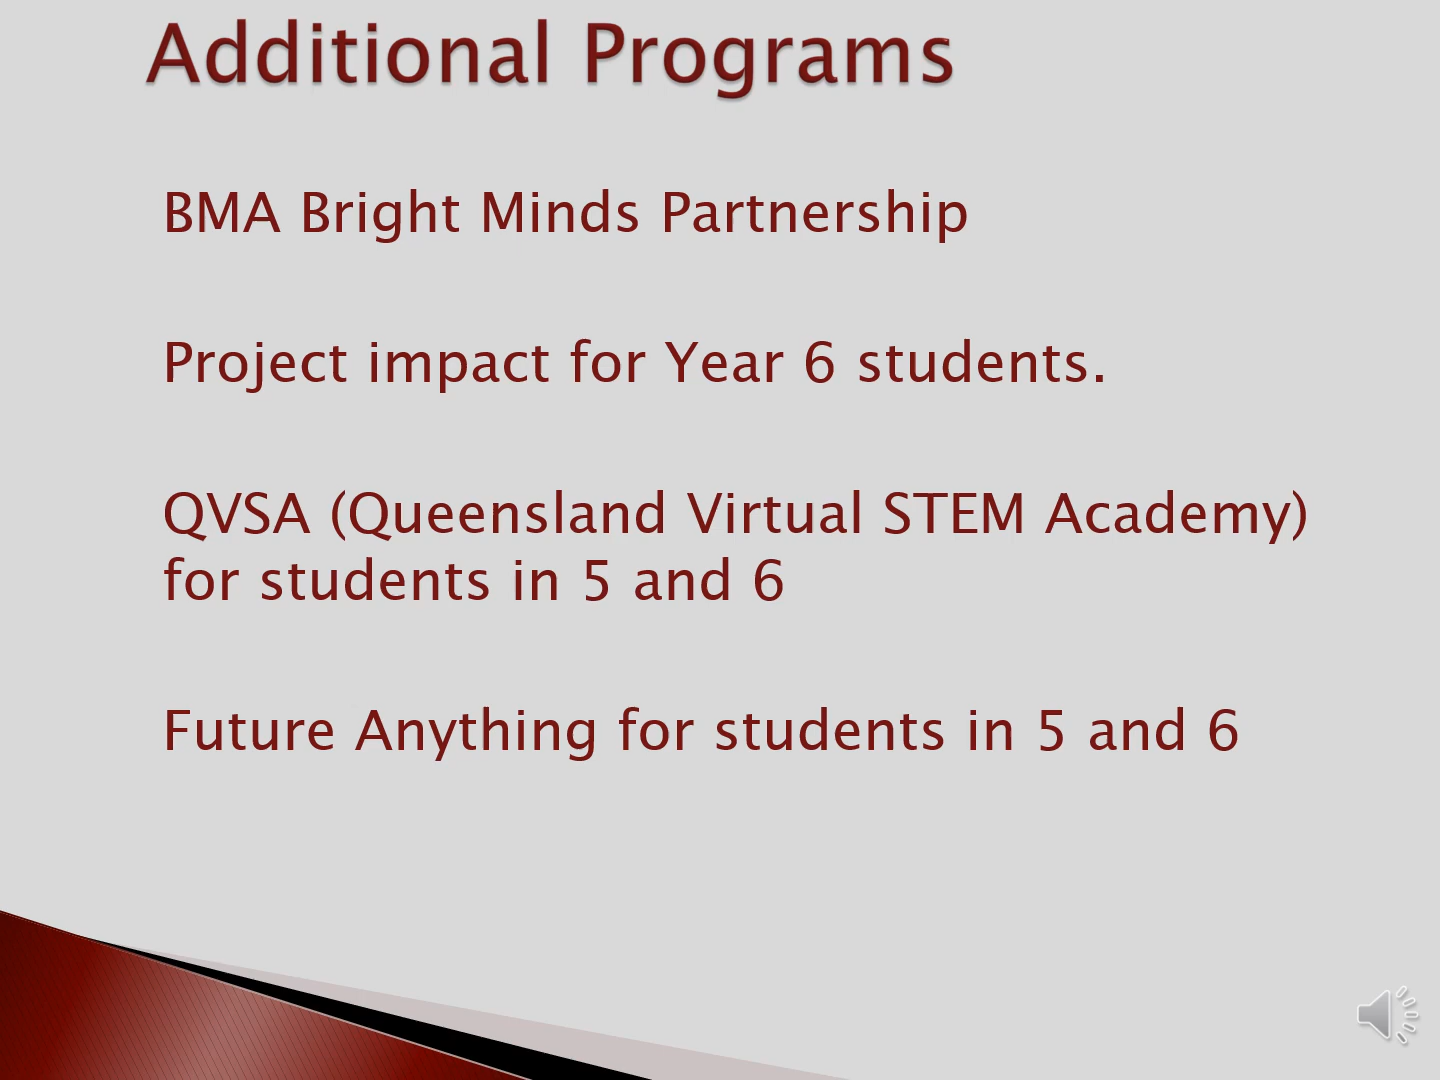 Additional Programs
BMA Bright Minds Partnership
Project impact for Year 6 students.
QVSA (Queensland Virtual STEM Academy)
for students in 5 and 6
Future Anything for students in 5 and 6